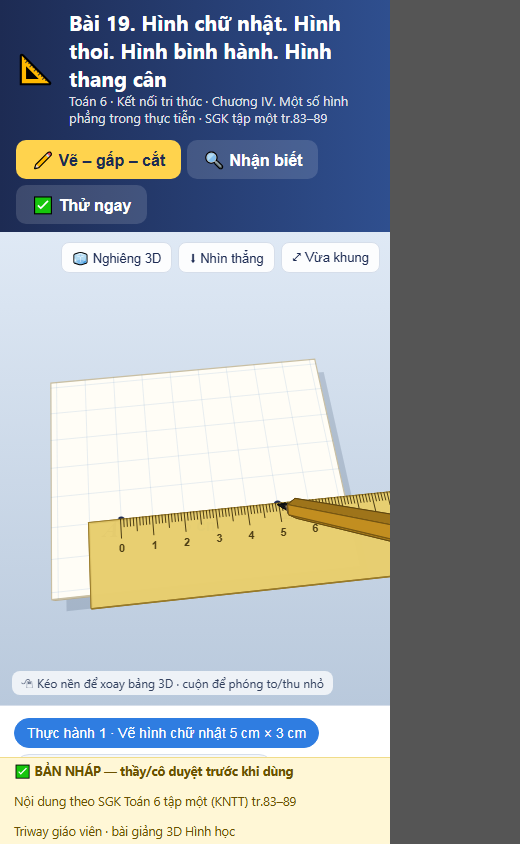 Bài 19. Hình chữ nhật. Hình
thoi. Hình bình hành. Hình
thang cân
Toán 6 · Kết nối tri thức · Chương IV. Một số hình
phẳng trong thực tiễn · SGK tập một tr.83–89
Vẽ – gấp – cắt
Nhận biết
Thử ngay
Nghiêng 3D
Nhìn thẳng
Vừa khung
0 1 2 3 4 5 6
Kéo nền để xoay bảng 3D · cuộn để phóng to/thu nhỏ
Thực hành 1 · Vẽ hình chữ nhật 5 cm × 3 cm
BẢN NHÁP — thầy/cô duyệt trước khi dùng
Nội dung theo SGK Toán 6 tập một (KNTT) tr.83–89
Triway giáo viên · bài giảng 3D Hình học